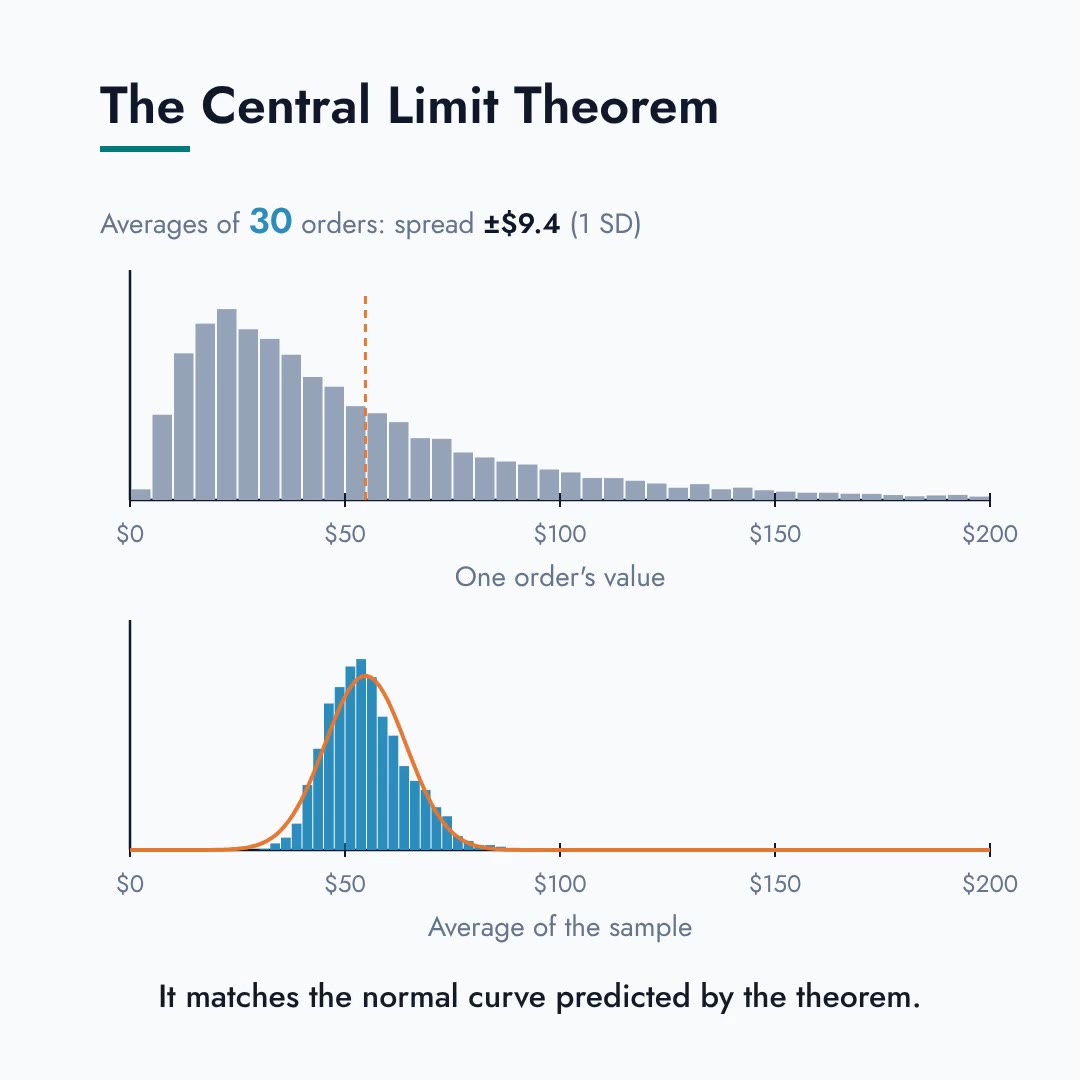 The Central Limit Theorem
Averages of 30 orders: spread ±$9.4 (1 SD)
$0 $50 $100 $150 $200
One order's value
$0 $50 $100 $150 $200
Average of the sample
It matches the normal curve predicted by the theorem.